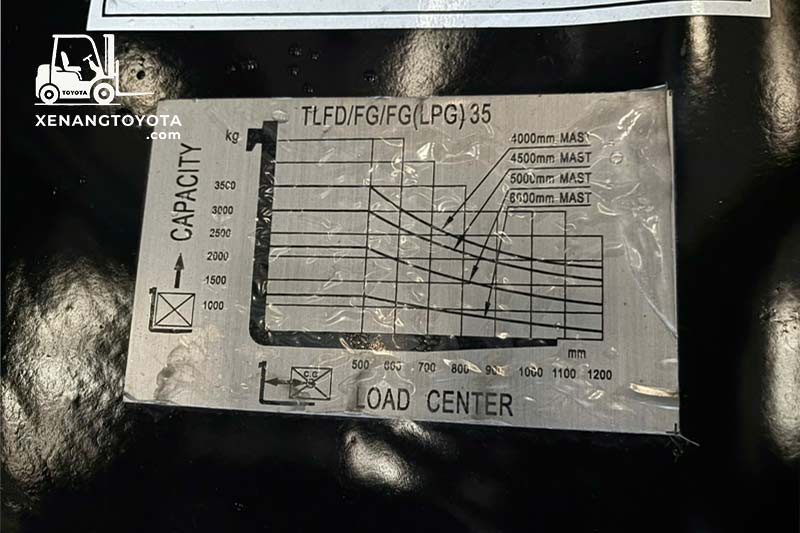 TOYOTA
XENANGTOYOTA
.com
TLFD/FG/FG(LPG) 35
kg
CAPACITY
4000mm MAST
4500mm MAST
5000mm MAST
6000mm MAST
3500
3000
2500
2000
1500
1000
mm
500 600 700 800 900 1000 1100 1200
C.G
LOAD CENTER